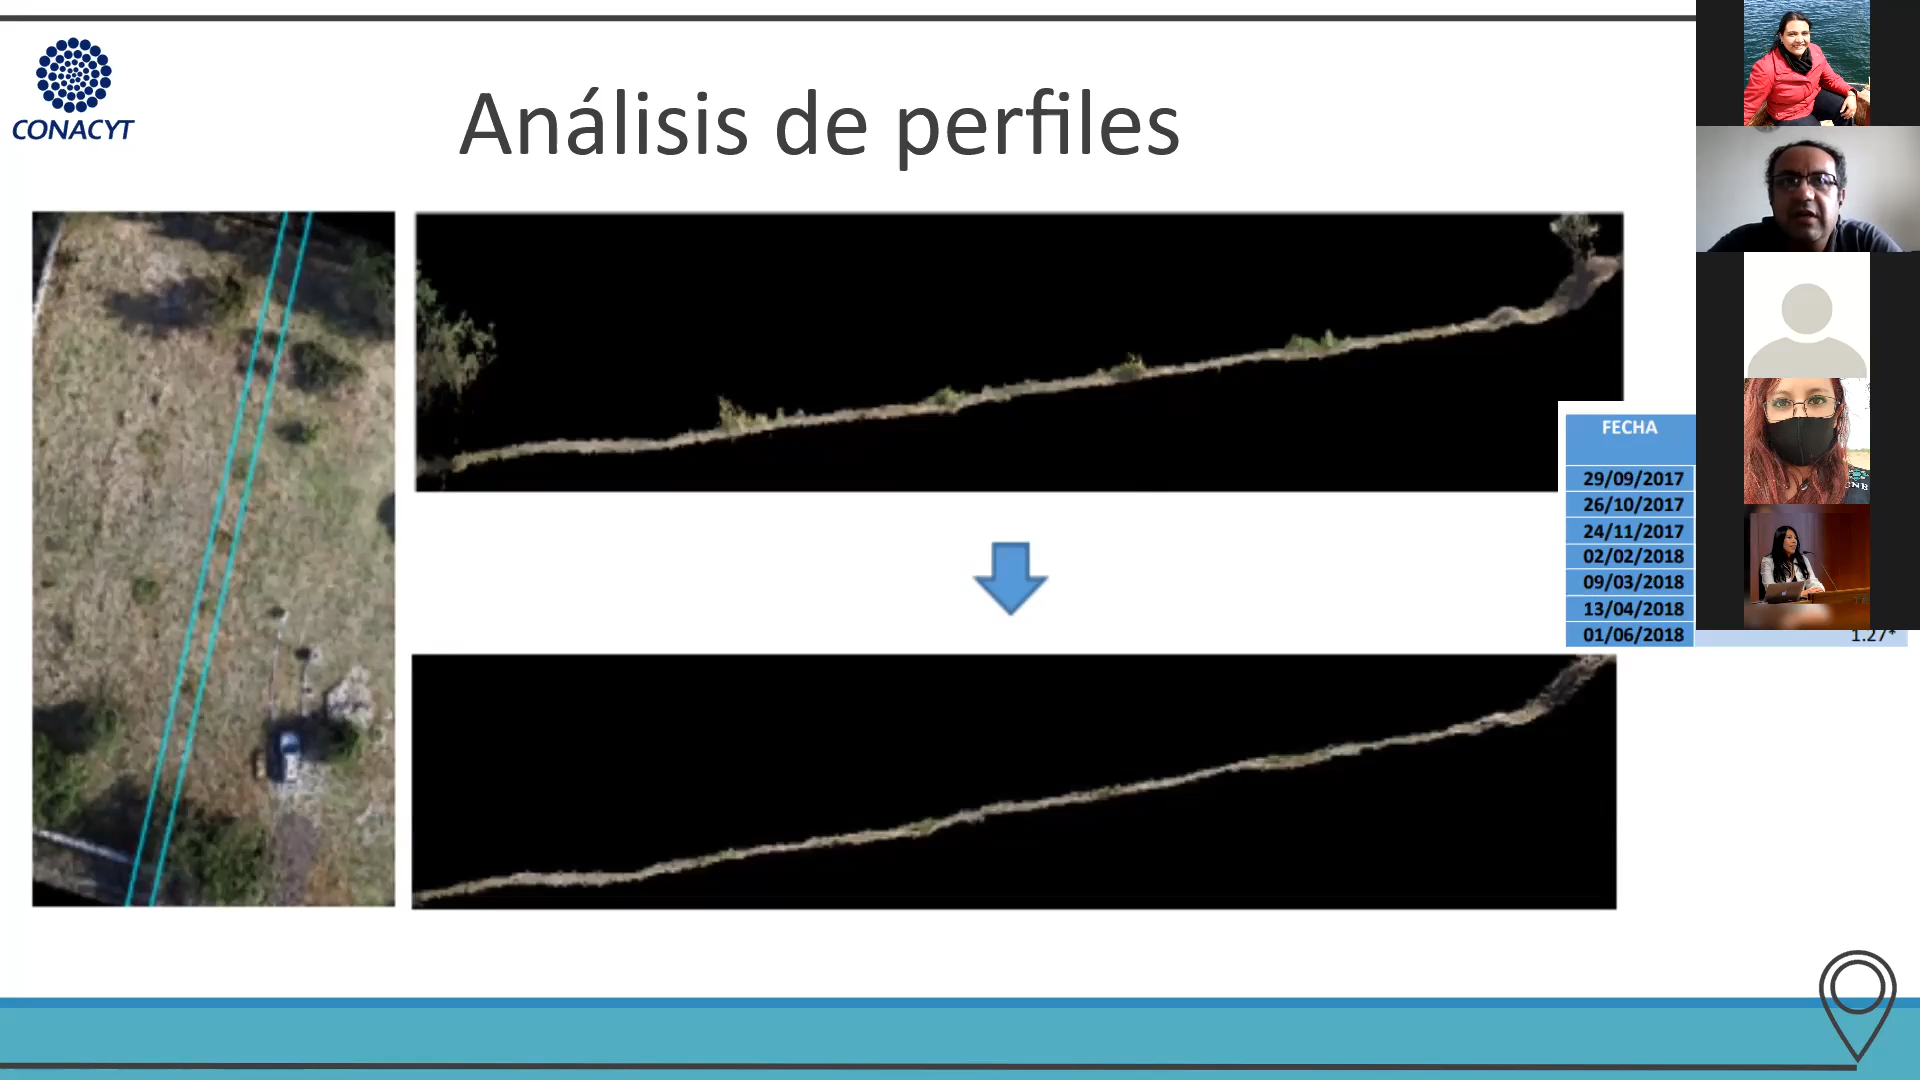 CONACYT
Análisis de perfiles
FECHA
29/09/2017
26/10/2017
24/11/2017
02/02/2018
09/03/2018
13/04/2018
01/06/2018
1.27*